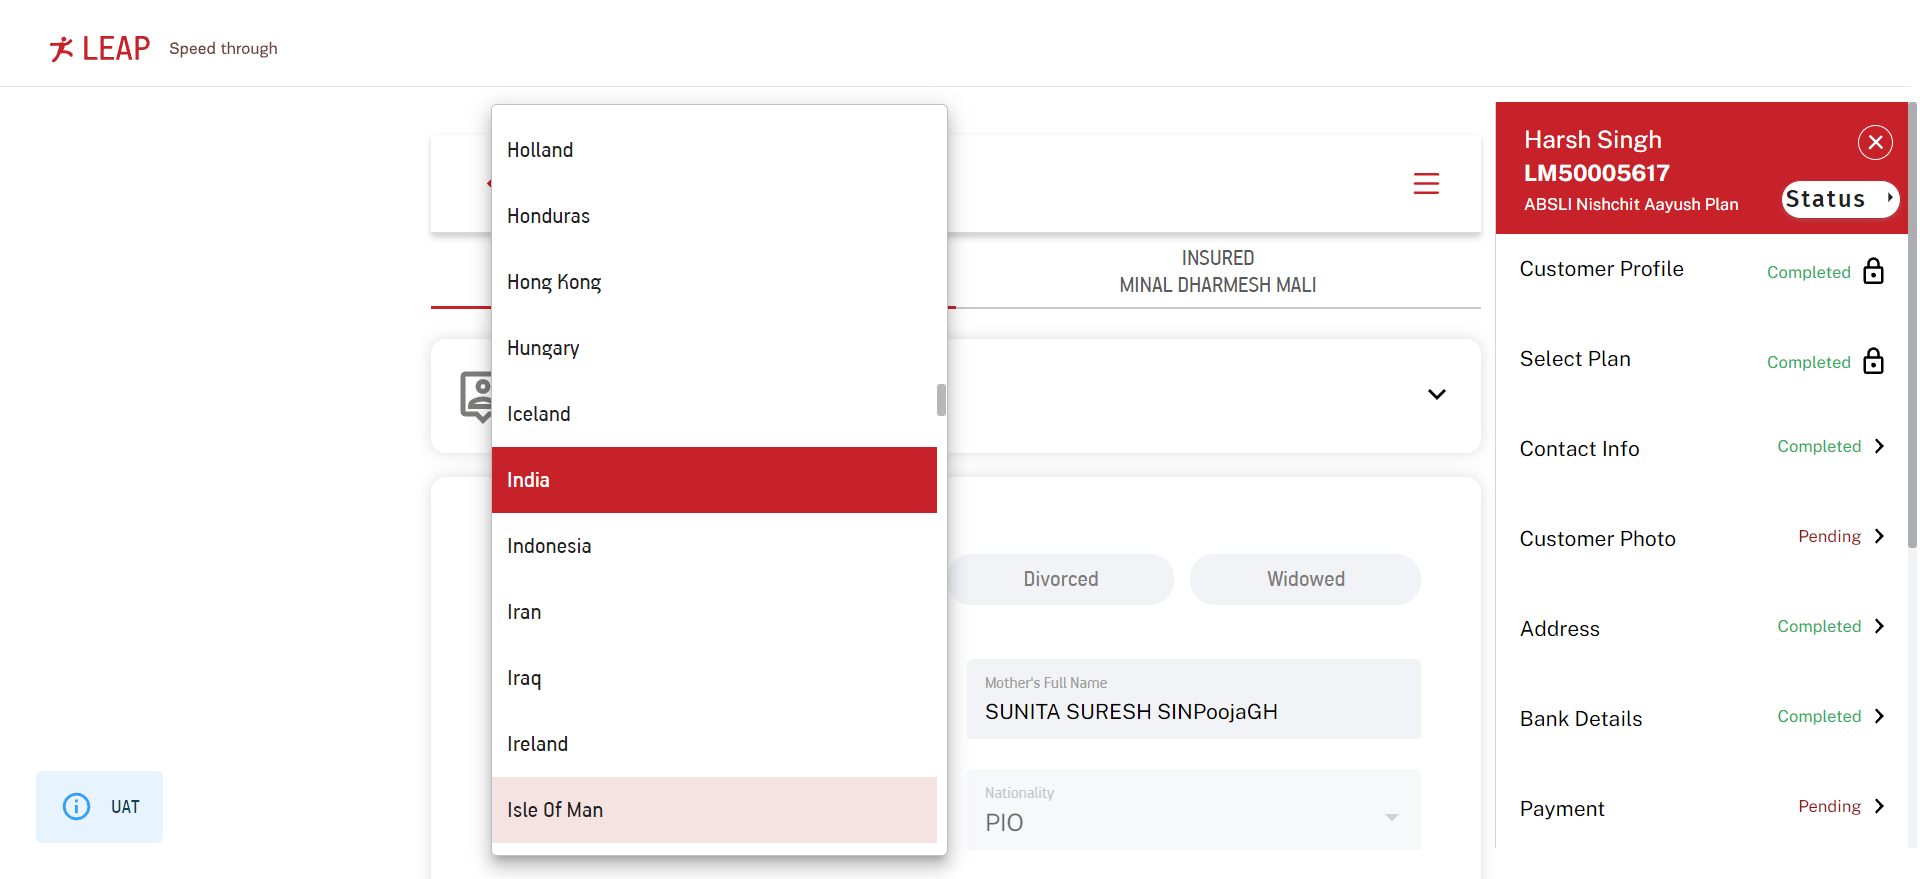 LEAP Speed through
Holland
Honduras
Hong Kong
Hungary
Iceland
India
Indonesia
Iran
Iraq
Ireland
Isle Of Man
INSURED
MINAL DHARMESH MALI
Divorced
Widowed
Mother's Full Name
SUNITA SURESH SINPoojaGH
Nationality
PIO
UAT
Harsh Singh
LM50005617
ABSLI Nishchit Aayush Plan
Status
Customer Profile Completed
Select Plan Completed
Contact Info Completed
Customer Photo Pending
Address Completed
Bank Details Completed
Payment Pending